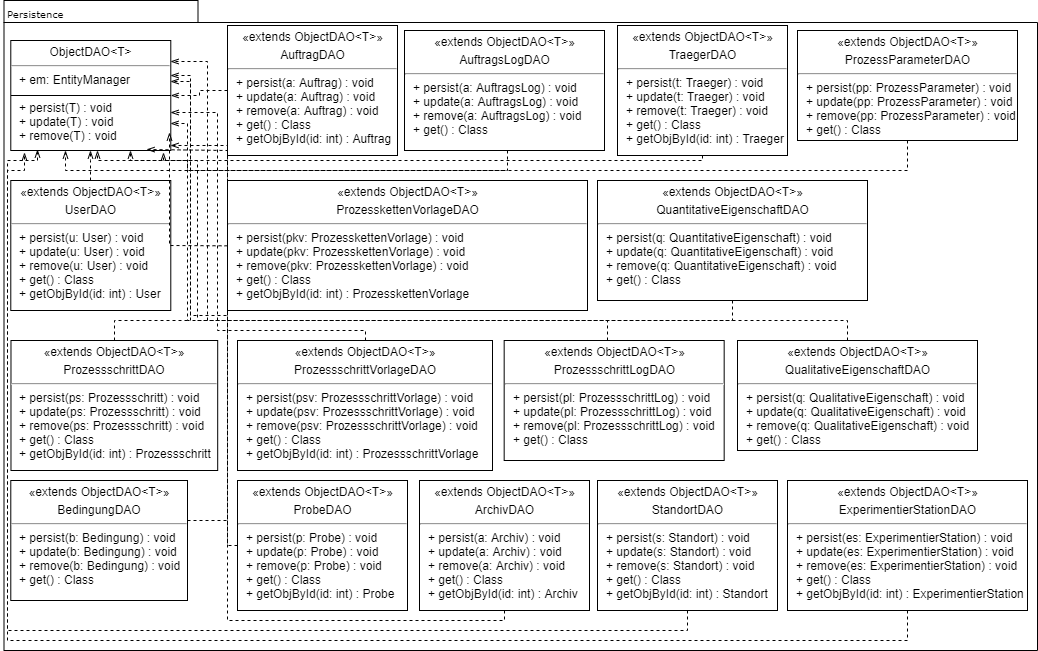 Persistence
ObjectDAO<T>
+ em: EntityManager
+ persist(T) : void
+ update(T) : void
+ remove(T) : void
«extends ObjectDAO<T>»
AuftragDAO
+ persist(a: Auftrag) : void
+ update(a: Auftrag) : void
+ remove(a: Auftrag) : void
+ get() : Class
+ getObjById(id: int) : Auftrag
«extends ObjectDAO<T>»
AuftragsLogDAO
+ persist(a: AuftragsLog) : void
+ update(a: AuftragsLog) : void
+ remove(a: AuftragsLog) : void
+ get() : Class
«extends ObjectDAO<T>»
TraegerDAO
+ persist(t: Traeger) : void
+ update(t: Traeger) : void
+ remove(t: Traeger) : void
+ get() : Class
+ getObjById(id: int) : Traeger
«extends ObjectDAO<T>»
ProzessParameterDAO
+ persist(pp: ProzessParameter) : void
+ update(pp: ProzessParameter) : void
+ remove(pp: ProzessParameter) : void
+ get() : Class
«extends ObjectDAO<T>»
UserDAO
+ persist(u: User) : void
+ update(u: User) : void
+ remove(u: User) : void
+ get() : Class
+ getObjById(id: int) : User
«extends ObjectDAO<T>»
ProzesskettenVorlageDAO
+ persist(pkv: ProzesskettenVorlage) : void
+ update(pkv: ProzesskettenVorlage) : void
+ remove(pkv: ProzesskettenVorlage) : void
+ get() : Class
+ getObjById(id: int) : ProzesskettenVorlage
«extends ObjectDAO<T>»
QuantitativeEigenschaftDAO
+ persist(q: QuantitativeEigenschaft) : void
+ update(q: QuantitativeEigenschaft) : void
+ remove(q: QuantitativeEigenschaft) : void
+ get() : Class
«extends ObjectDAO<T>»
ProzessschrittDAO
+ persist(ps: Prozessschritt) : void
+ update(ps: Prozessschritt) : void
+ remove(ps: Prozessschritt) : void
+ get() : Class
+ getObjById(id: int) : Prozessschritt
«extends ObjectDAO<T>»
ProzessschrittVorlageDAO
+ persist(psv: ProzessschrittVorlage) : void
+ update(psv: ProzessschrittVorlage) : void
+ remove(psv: ProzessschrittVorlage) : void
+ get() : Class
+ getObjById(id: int) : ProzessschrittVorlage
«extends ObjectDAO<T>»
ProzessschrittLogDAO
+ persist(pl: ProzessschrittLog) : void
+ update(pl: ProzessschrittLog) : void
+ remove(pl: ProzessschrittLog) : void
+ get() : Class
«extends ObjectDAO<T>»
QualitativeEigenschaftDAO
+ persist(q: QualitativeEigenschaft) : void
+ update(q: QualitativeEigenschaft) : void
+ remove(q: QualitativeEigenschaft) : void
+ get() : Class
«extends ObjectDAO<T>»
BedingungDAO
+ persist(b: Bedingung) : void
+ update(b: Bedingung) : void
+ remove(b: Bedingung) : void
+ get() : Class
«extends ObjectDAO<T>»
ProbeDAO
+ persist(p: Probe) : void
+ update(p: Probe) : void
+ remove(p: Probe) : void
+ get() : Class
+ getObjById(id: int) : Probe
«extends ObjectDAO<T>»
ArchivDAO
+ persist(a: Archiv) : void
+ update(a: Archiv) : void
+ remove(a: Archiv) : void
+ get() : Class
+ getObjById(id: int) : Archiv
«extends ObjectDAO<T>»
StandortDAO
+ persist(s: Standort) : void
+ update(s: Standort) : void
+ remove(s: Standort) : void
+ get() : Class
+ getObjById(id: int) : Standort
«extends ObjectDAO<T>»
ExperimentierStationDAO
+ persist(es: ExperimentierStation) : void
+ update(es: ExperimentierStation) : void
+ remove(es: ExperimentierStation) : void
+ get() : Class
+ getObjById(id: int) : ExperimentierStation